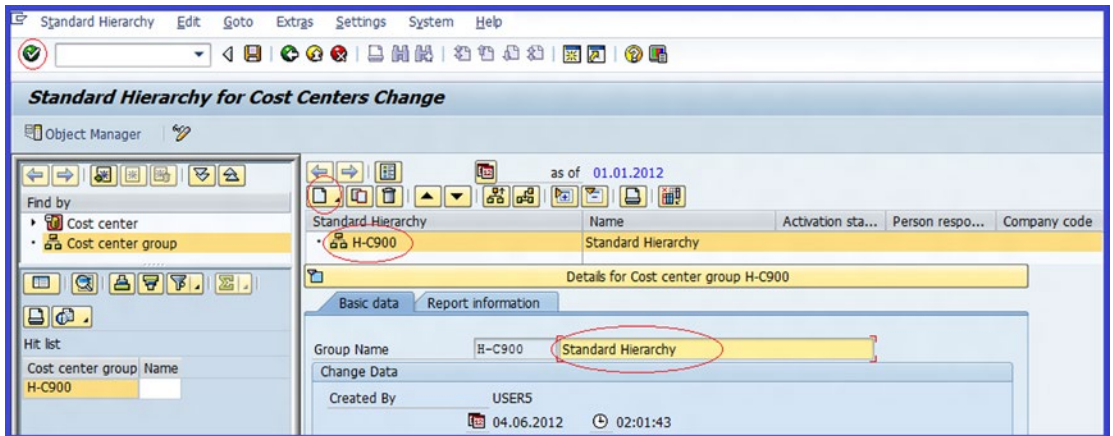 Standard Hierarchy Edit Goto Extras Settings System Help
Standard Hierarchy for Cost Centers Change
Object Manager
as of 01.01.2012
Find by
Cost center
Cost center group
Standard Hierarchy Name Activation sta... Person respo... Company code
H-C900 Standard Hierarchy
Details for Cost center group H-C900
Basic data Report information
Hit list
Cost center group Name
H-C900
Group Name H-C900 Standard Hierarchy
Change Data
Created By USER5
04.06.2012 02:01:43